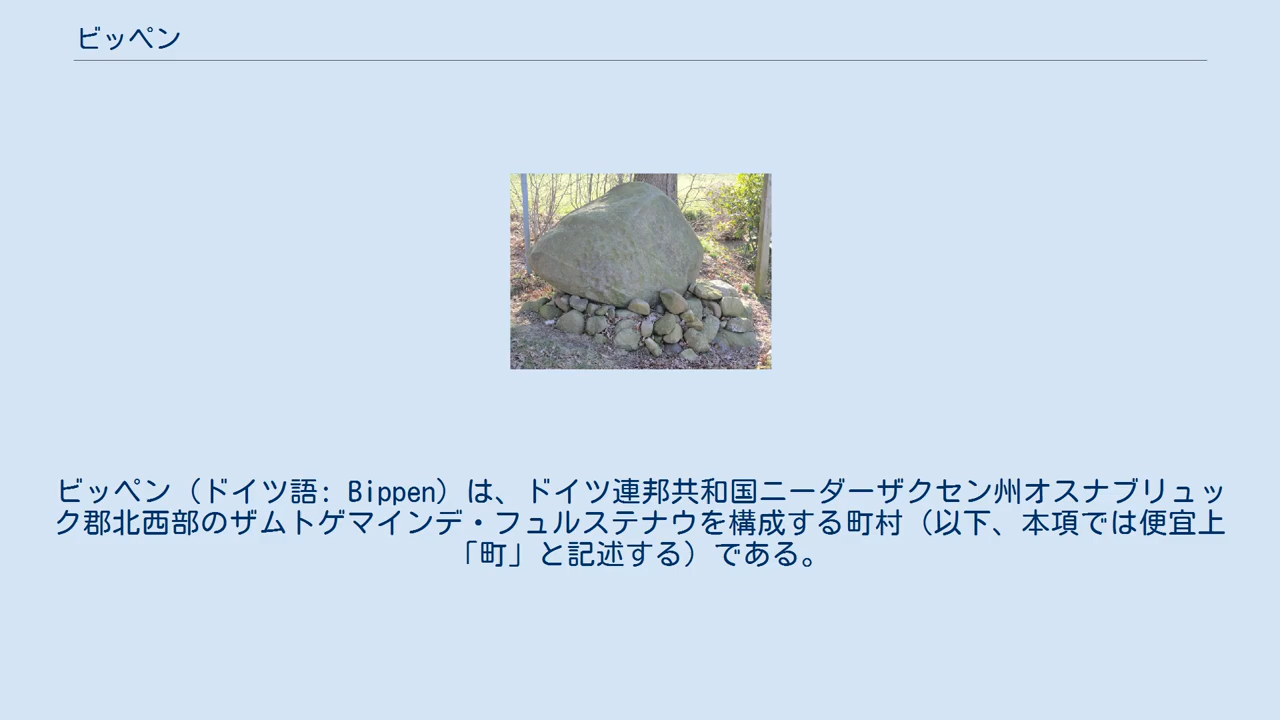 ビッペン
ビッペン（ドイツ語: Bippen）は、ドイツ連邦共和国ニーダーザクセン州オスナブリュッ
ク郡北西部のザムトゲマインデ・フュルステナウを構成する町村（以下、本項では便宜上
「町」と記述する）である。